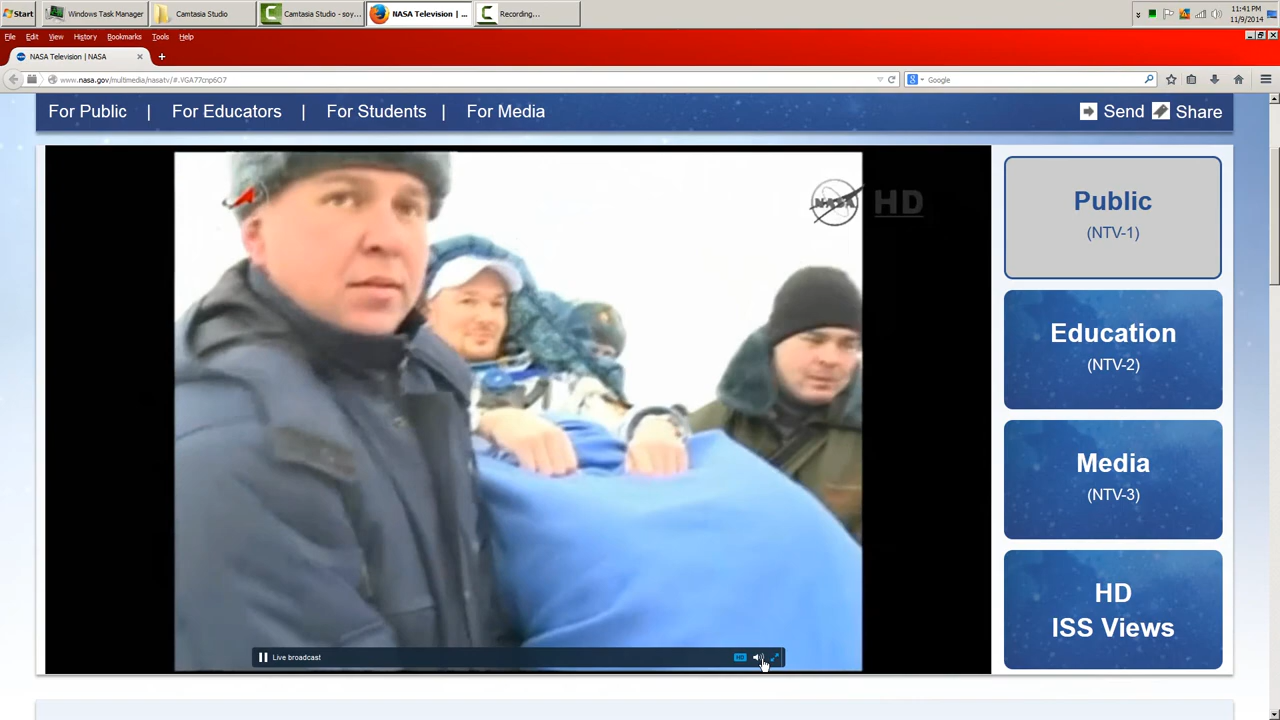 Start
Windows Task Manager
Camtasia Studio
Camtasia Studio - soy...
NASA Television | ...
Recording...
11:41 PM
11/9/2014
File Edit View History Bookmarks Tools Help
NASA Television | NASA
www.nasa.gov/multimedia/nasatv/#.VGA77cnp6O7
Google
For Public | For Educators | For Students | For Media
Send Share
NASA HD
Public
(NTV-1)
Education
(NTV-2)
Media
(NTV-3)
HD
ISS Views
Live broadcast
HD